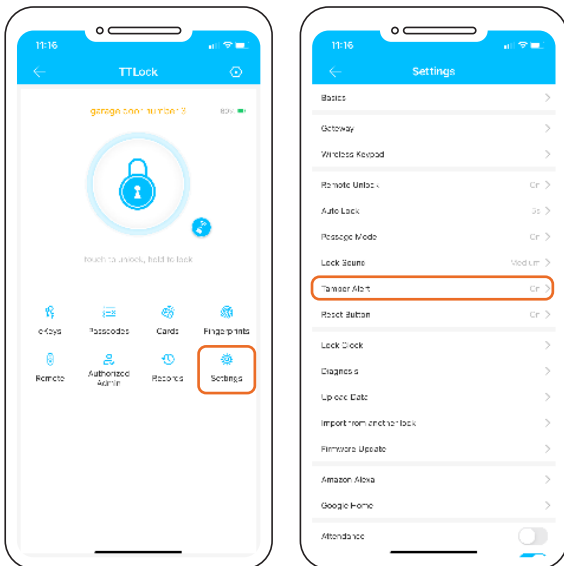 11:16
TTLock
garage door number 3
touch to unlock, hold to lock
eKeys
Passcodes
Cards
Fingerprints
Remote
Authorized
Admin
Records
Settings
11:16
Settings
Basics
Gateway
Wireless Keypad
Remote Unlock On
Auto Lock 5s
Passage Mode On
Lock Sound Medium
Tamper Alert On
Reset Button On
Lock Clock
Diagnosis
Upload Data
Import from another lock
Firmware Update
Amazon Alexa
Google Home
Attendance